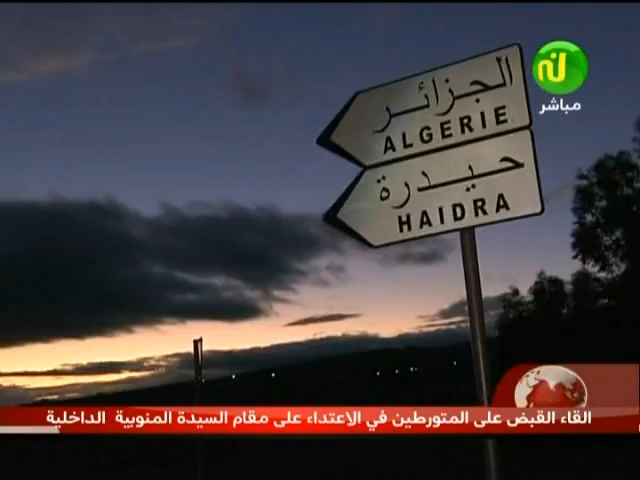 الجزائر
ALGERIE
حيدرة
HAIDRA
مباشر
القاء القبض على المتورطين في الاعتداء على مقام السيدة المنوبية الداخلية